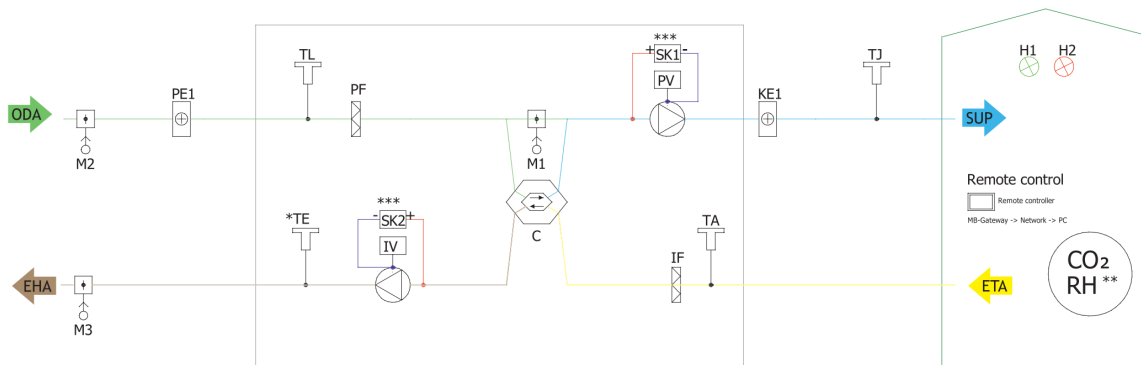 ***
TL
+ SK1 -
TJ
H1 H2
PF
PE1
PV
KE1
ODA
SUP
M2
M1
Remote control
Remote controller
MB-Gateway -> Network -> PC
***
*TE
- SK2 +
TA
C
IV
IF
CO₂
RH **
EHA
ETA
M3